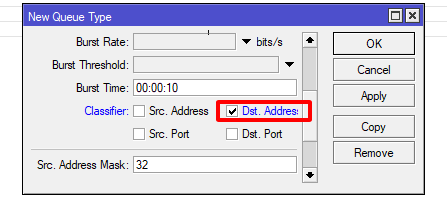 New Queue Type
Burst Rate: bits/s
Burst Threshold:
Burst Time: 00:00:10
Classifier: Src. Address Dst. Address
Src. Port Dst. Port
Src. Address Mask: 32
OK
Cancel
Apply
Copy
Remove